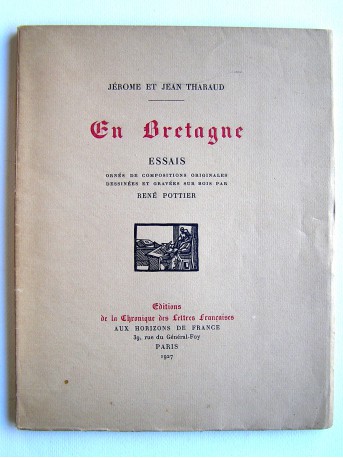 JÉROME ET JEAN THARAUD
En Bretagne
ESSAIS
ORNÉS DE COMPOSITIONS ORIGINALES
DESSINÉES ET GRAVÉES SUR BOIS PAR
RENÉ POTTIER
Editions
de la Chronique des Lettres Françaises
AUX HORIZONS DE FRANCE
39, rue du Général-Foy
PARIS
1927